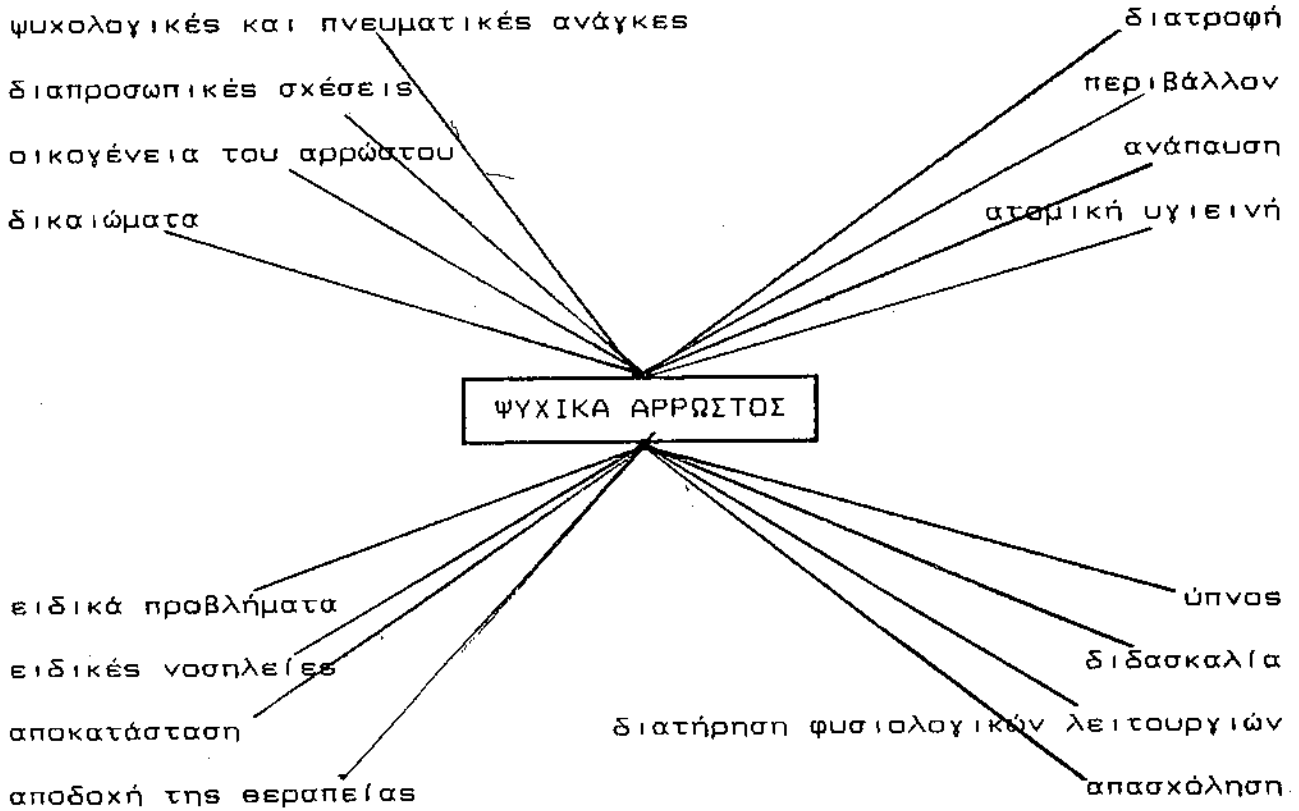 ψυχολογικές και πνευματικές ανάγκες
διατροφή
διαπροσωπικές σχέσεις
περιβάλλον
οικογένεια του αρρώστου
ανάπαυση
δικαιώματα
ατομική υγιεινή
ΨΥΧΙΚΑ ΑΡΡΩΣΤΟΣ
ειδικά προβλήματα
ύπνος
ειδικές νοσηλείες
διδασκαλία
αποκατάσταση
διατήρηση φυσιολογικών λειτουργιών
αποδοχή της θεραπείας
απασχόληση.